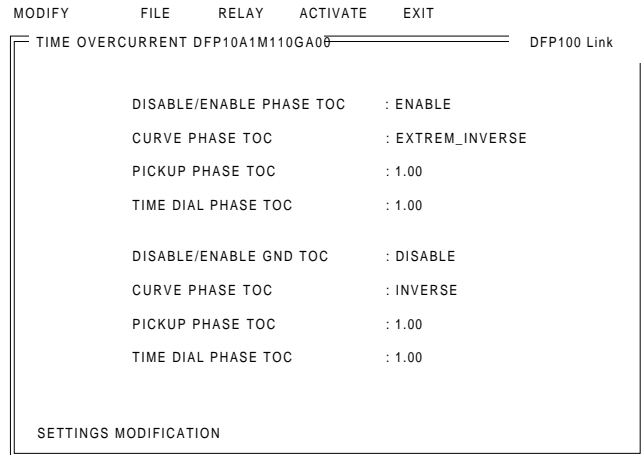 MODIFY FILE RELAY ACTIVATE EXIT
TIME OVERCURRENT DFP10A1M110GA00 DFP100 Link
DISABLE/ENABLE PHASE TOC : ENABLE
CURVE PHASE TOC : EXTREM_INVERSE
PICKUP PHASE TOC : 1.00
TIME DIAL PHASE TOC : 1.00
DISABLE/ENABLE GND TOC : DISABLE
CURVE PHASE TOC : INVERSE
PICKUP PHASE TOC : 1.00
TIME DIAL PHASE TOC : 1.00
SETTINGS MODIFICATION